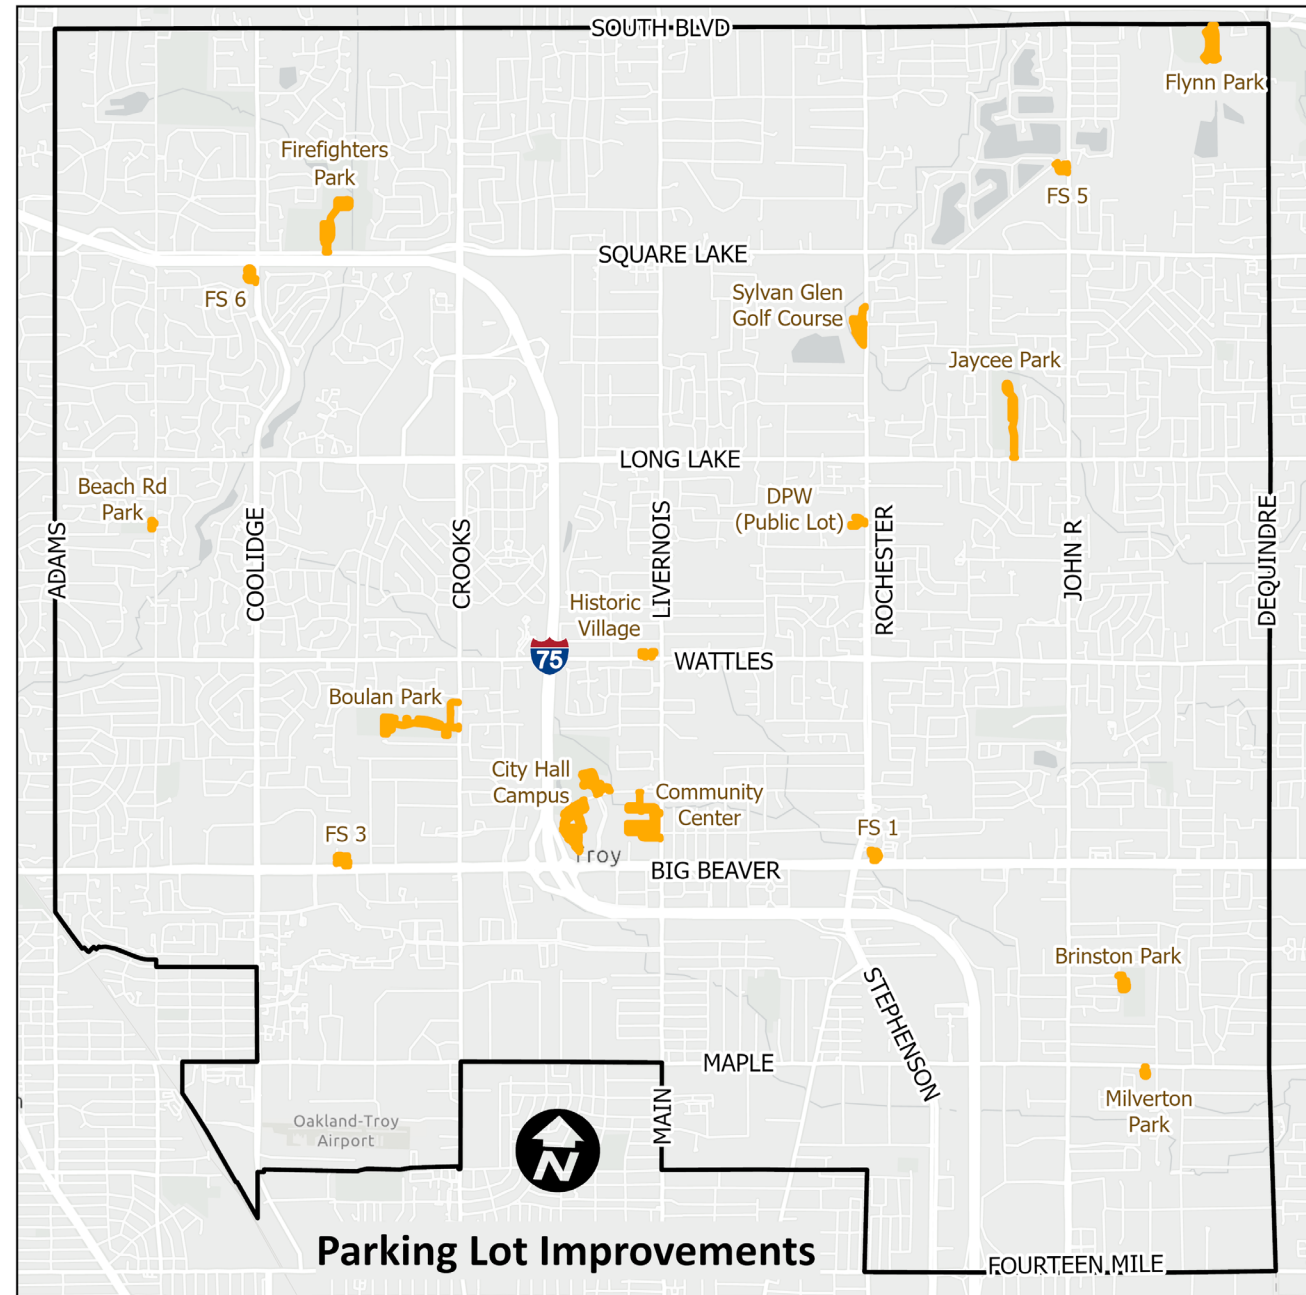 SOUTH BLVD
Flynn Park
Firefighters
Park
FS 5
SQUARE LAKE
FS 6
Sylvan Glen
Golf Course
Jaycee Park
LONG LAKE
Beach Rd
Park
DPW
(Public Lot)
ADAMS
COOLIDGE
CROOKS
LIVERNOIS
ROCHESTER
JOHN R
DEQUINDRE
Historic
Village
75
WATTLES
Boulan Park
City Hall
Campus
Community
Center
FS 3
FS 1
Troy
BIG BEAVER
Brinston Park
STEPHENSON
MAPLE
Milverton
Park
MAIN
Oakland-Troy
Airport
N
Parking Lot Improvements
FOURTEEN MILE